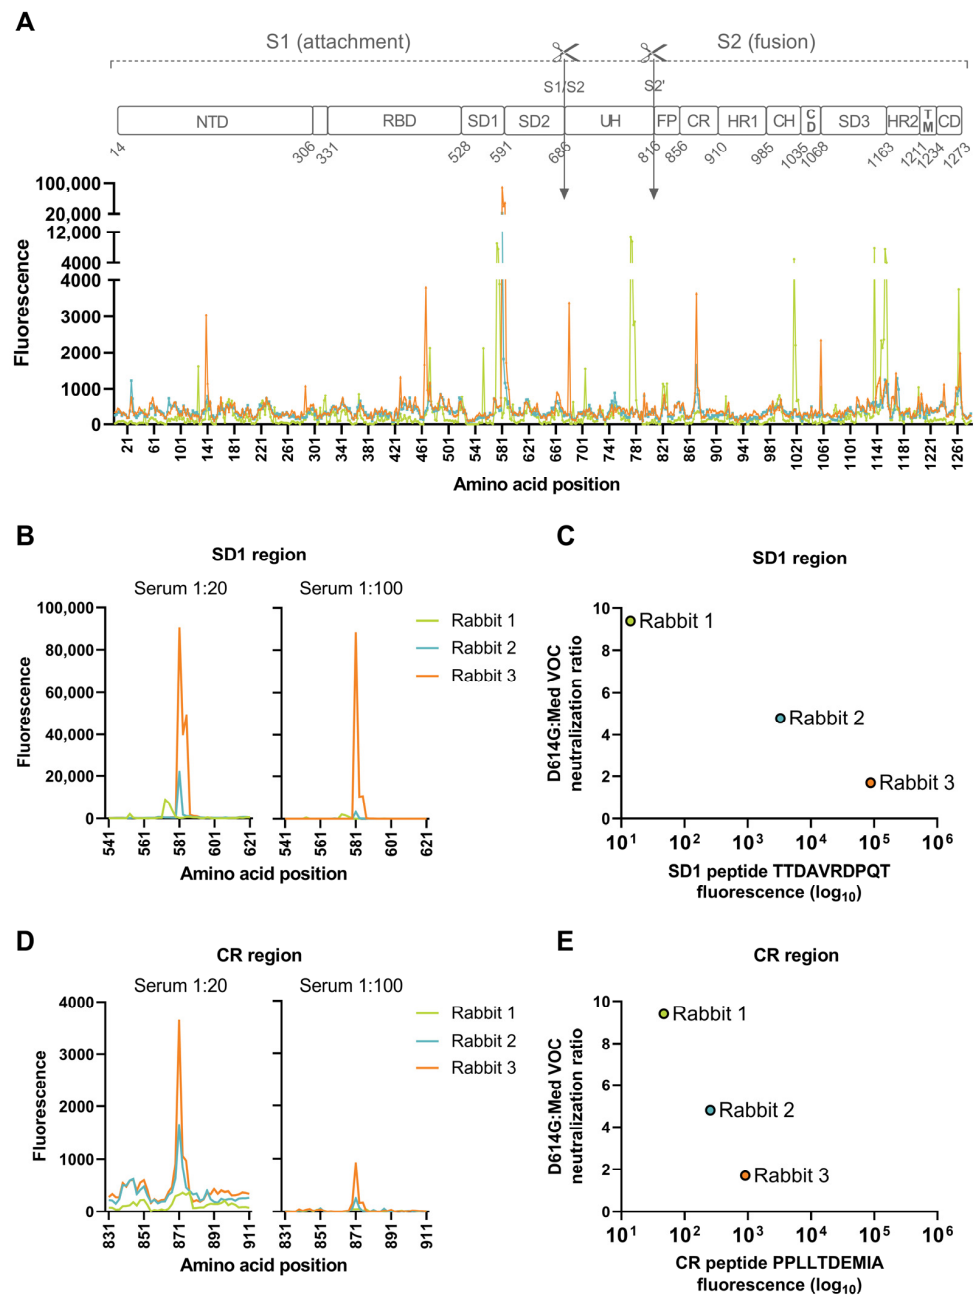 A
S1 (attachment)
S2 (fusion)
S1/S2
S2'
NTD
RBD
SD1
SD2
UH
FP
CR
HR1
CH
CD
SD3
HR2
TM
CD
14
306
331
528
591
686
816
856
910
985
1035
1068
1163
1211
1234
1273
100,000
20,000
12,000
4000
4000
3000
2000
1000
0
Fluorescence
21 61 101 141 181 221 261 301 341 381 421 461 501 541 581 621 661 701 741 781 821 861 901 941 981 1021 1061 1101 1141 1181 1221 1261
Amino acid position
B
SD1 region
Serum 1:20
Serum 1:100
100,000
80,000
60,000
40,000
20,000
0
Fluorescence
541 561 581 601 621
541 561 581 601 621
Amino acid position
Rabbit 1
Rabbit 2
Rabbit 3
C
SD1 region
10
8
6
4
2
0
D614G:Med VOC
neutralization ratio
Rabbit 1
Rabbit 2
Rabbit 3
10¹ 10² 10³ 10⁴ 10⁵ 10⁶
SD1 peptide TTDAVRDPQT
fluorescence (log₁₀)
D
CR region
Serum 1:20
Serum 1:100
4000
3000
2000
1000
0
Fluorescence
831 851 871 891 911
831 851 871 891 911
Amino acid position
Rabbit 1
Rabbit 2
Rabbit 3
E
CR region
10
8
6
4
2
0
D614G:Med VOC
neutralization ratio
Rabbit 1
Rabbit 2
Rabbit 3
10¹ 10² 10³ 10⁴ 10⁵ 10⁶
CR peptide PPLLTDEMIA
fluorescence (log₁₀)